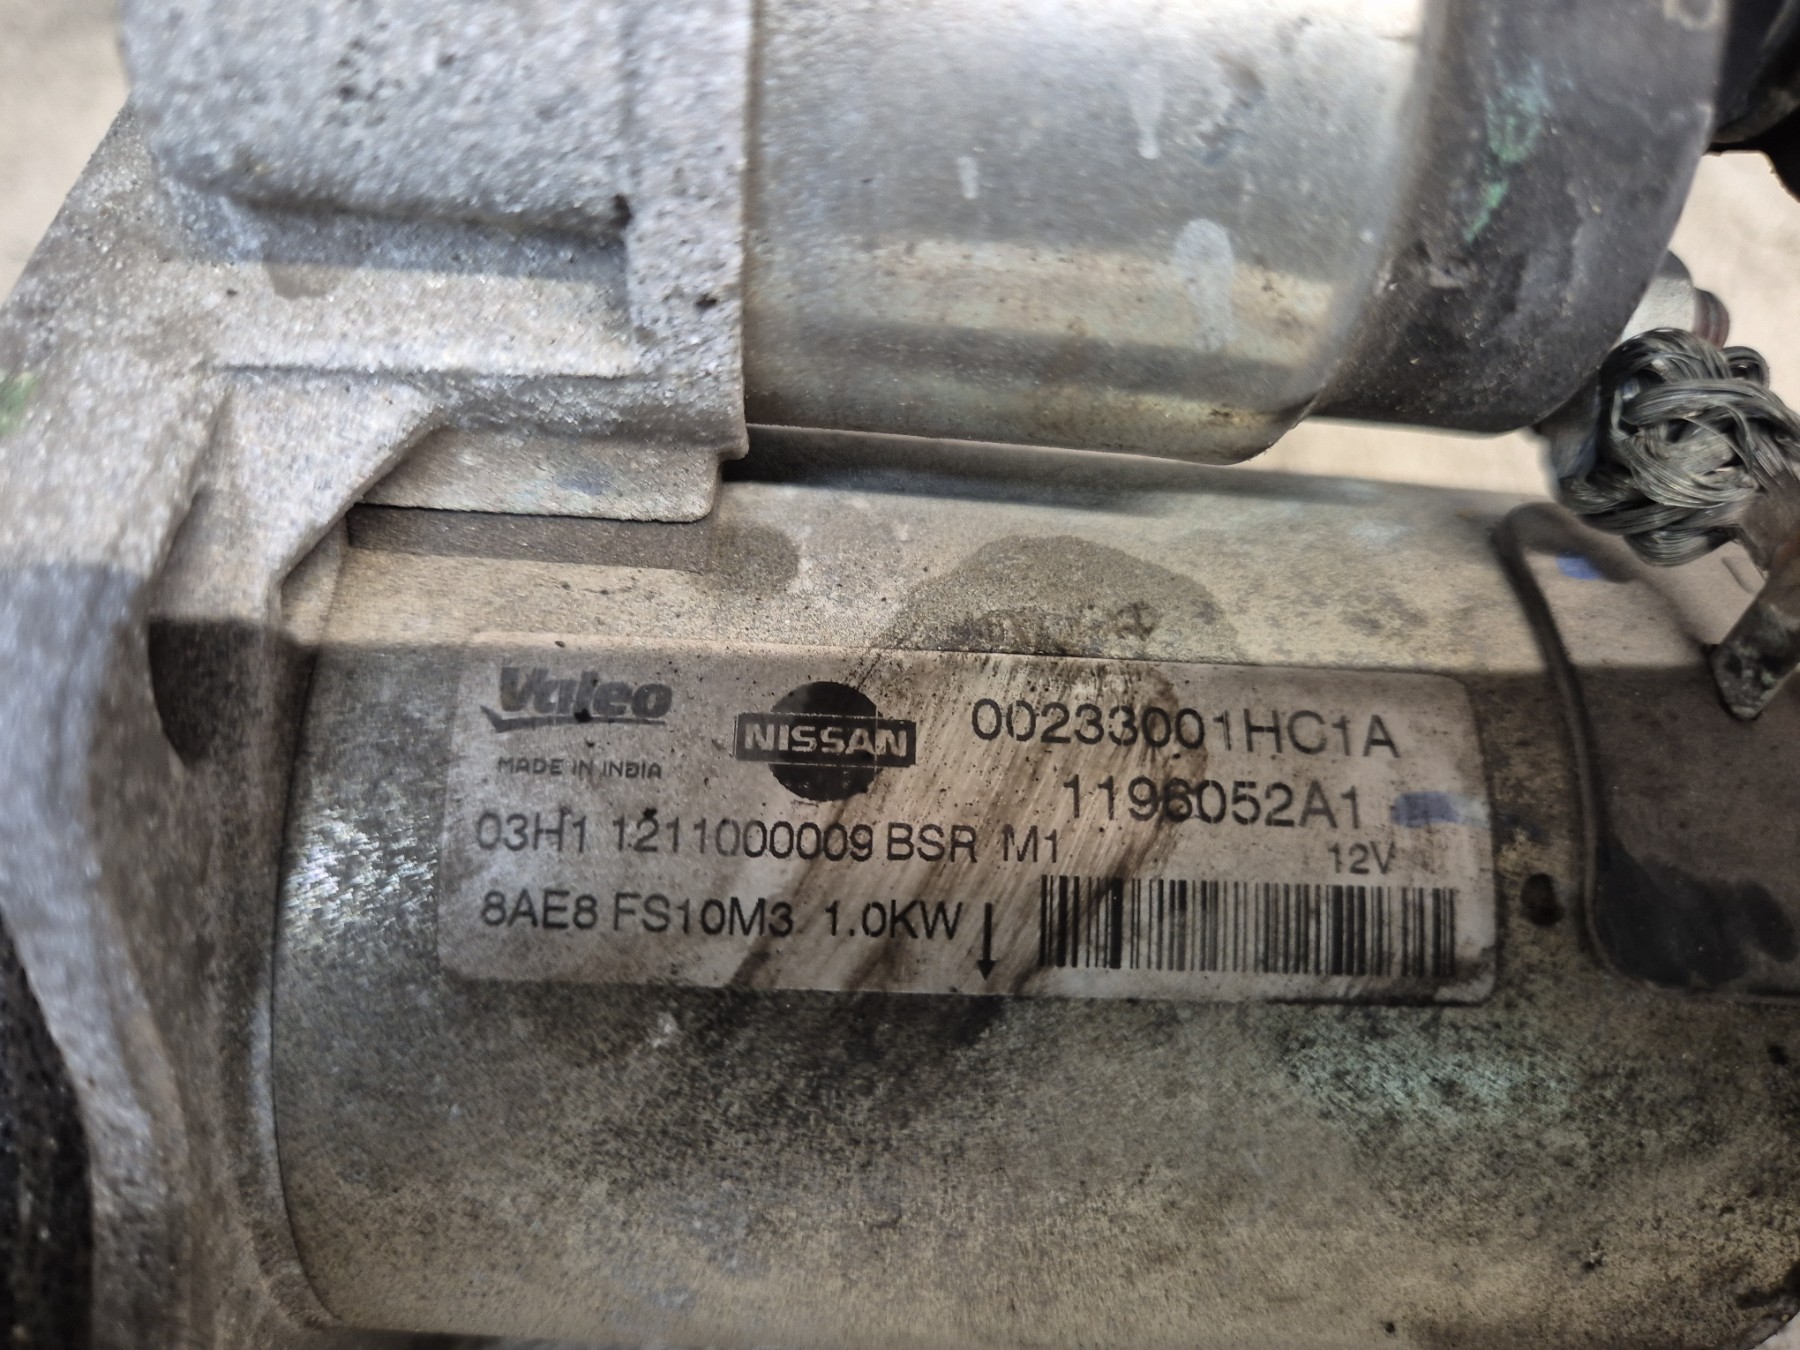 Valeo
MADE IN INDIA
NISSAN
00233001HC1A
1196052A1
03H1 1211000009 BSR M1
12V
8AE8 FS10M3 1.0KW